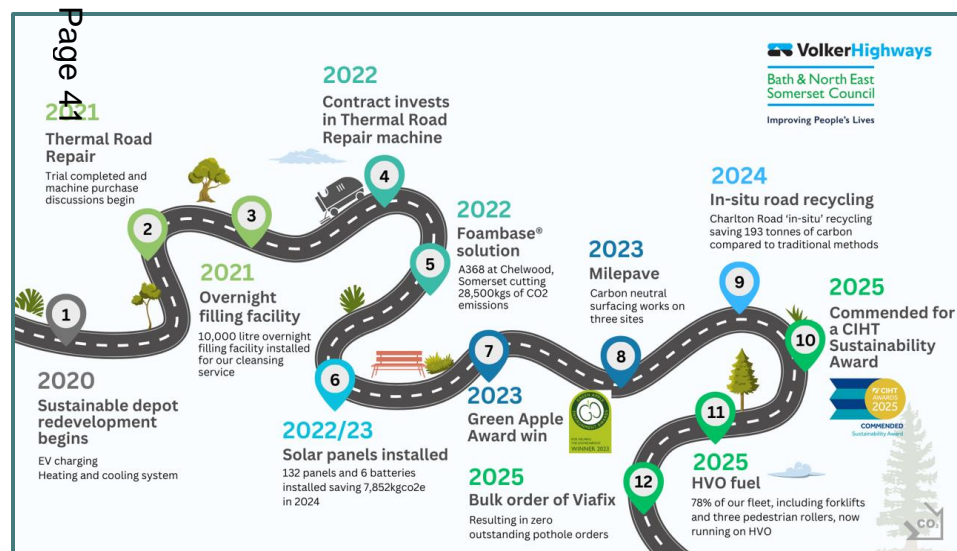 Page 41
VolkerHighways
Bath & North East
Somerset Council
Improving People's Lives
1
2020
Sustainable depot
redevelopment
begins
EV charging
Heating and cooling system
2021
Thermal Road
Repair
Trial completed and
machine purchase
discussions begin
2
3
2021
Overnight
filling facility
10,000 litre overnight
filling facility installed
for our cleansing
service
2022
Contract invests
in Thermal Road
Repair machine
4
5
2022
Foambase®
solution
A368 at Chelwood,
Somerset cutting
28,500kgs of CO2
emissions
6
2022/23
Solar panels installed
132 panels and 6 batteries
installed saving 7,852kgco2e
in 2024
7
2023
Green Apple
Award win
WINNER 2023
2023
Milepave
Carbon neutral
surfacing works on
three sites
8
2024
In-situ road recycling
Charlton Road 'in-situ' recycling
saving 193 tonnes of carbon
compared to traditional methods
9
2025
Commended for
a CIHT
Sustainability
Award
10
CIHT
AWARDS
2025
COMMENDED
Sustainability Award
11
2025
HVO fuel
78% of our fleet, including forklifts
and three pedestrian rollers, now
running on HVO
12
2025
Bulk order of Viafix
Resulting in zero
outstanding pothole orders
CO2